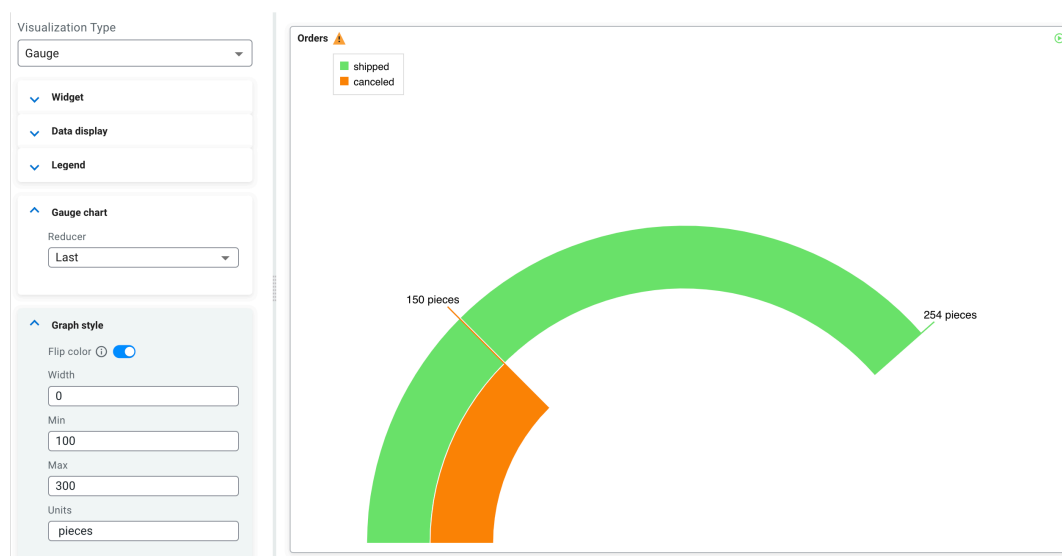 Visualization Type
Gauge
Widget
Data display
Legend
Gauge chart
Reducer
Last
Graph style
Flip color
Width
0
Min
100
Max
300
Units
pieces
Orders
shipped
canceled
150 pieces
254 pieces